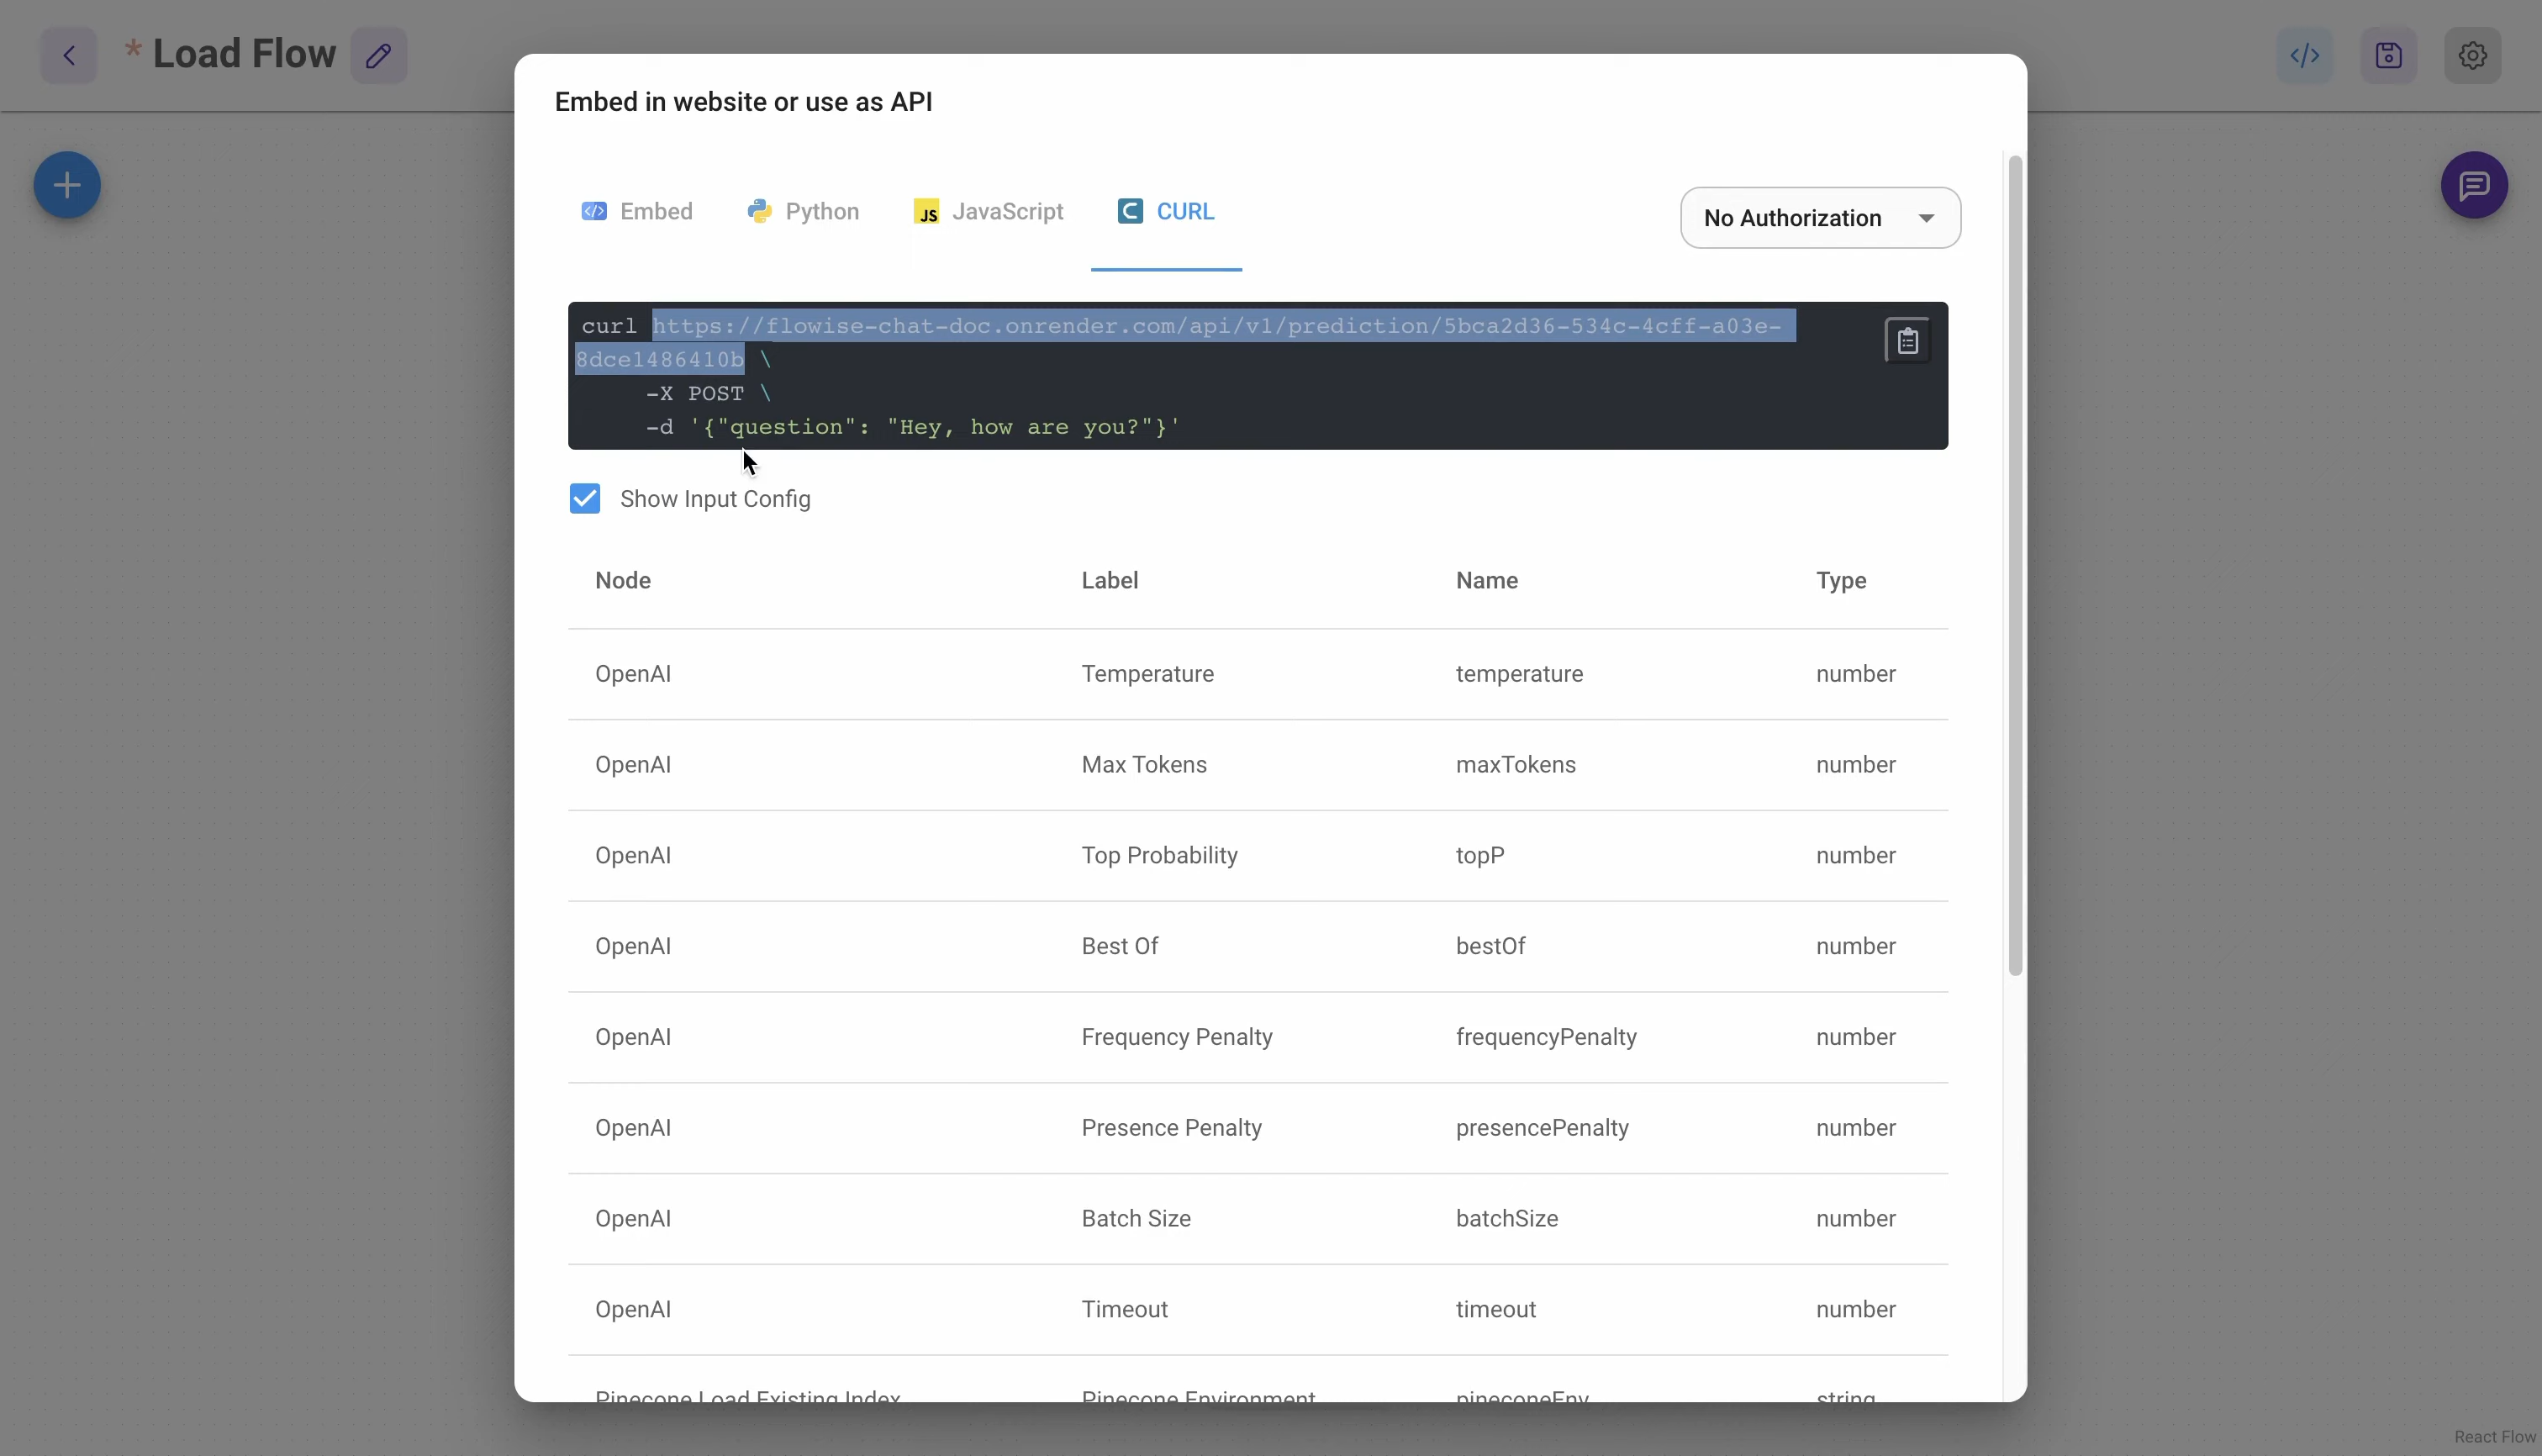 * Load Flow
Embed in website or use as API
Embed Python JavaScript CURL No Authorization
curl https://flowise-chat-doc.onrender.com/api/v1/prediction/5bca2d36-534c-4cff-a03e-
8dce1486410b \
-X POST \
-d '{"question": "Hey, how are you?"}'
Show Input Config
Node Label Name Type
OpenAI Temperature temperature number
OpenAI Max Tokens maxTokens number
OpenAI Top Probability topP number
OpenAI Best Of bestOf number
OpenAI Frequency Penalty frequencyPenalty number
OpenAI Presence Penalty presencePenalty number
OpenAI Batch Size batchSize number
OpenAI Timeout timeout number
Pinecone Load Existing Index Pinecone Environment pineconeEnv string
React Flow